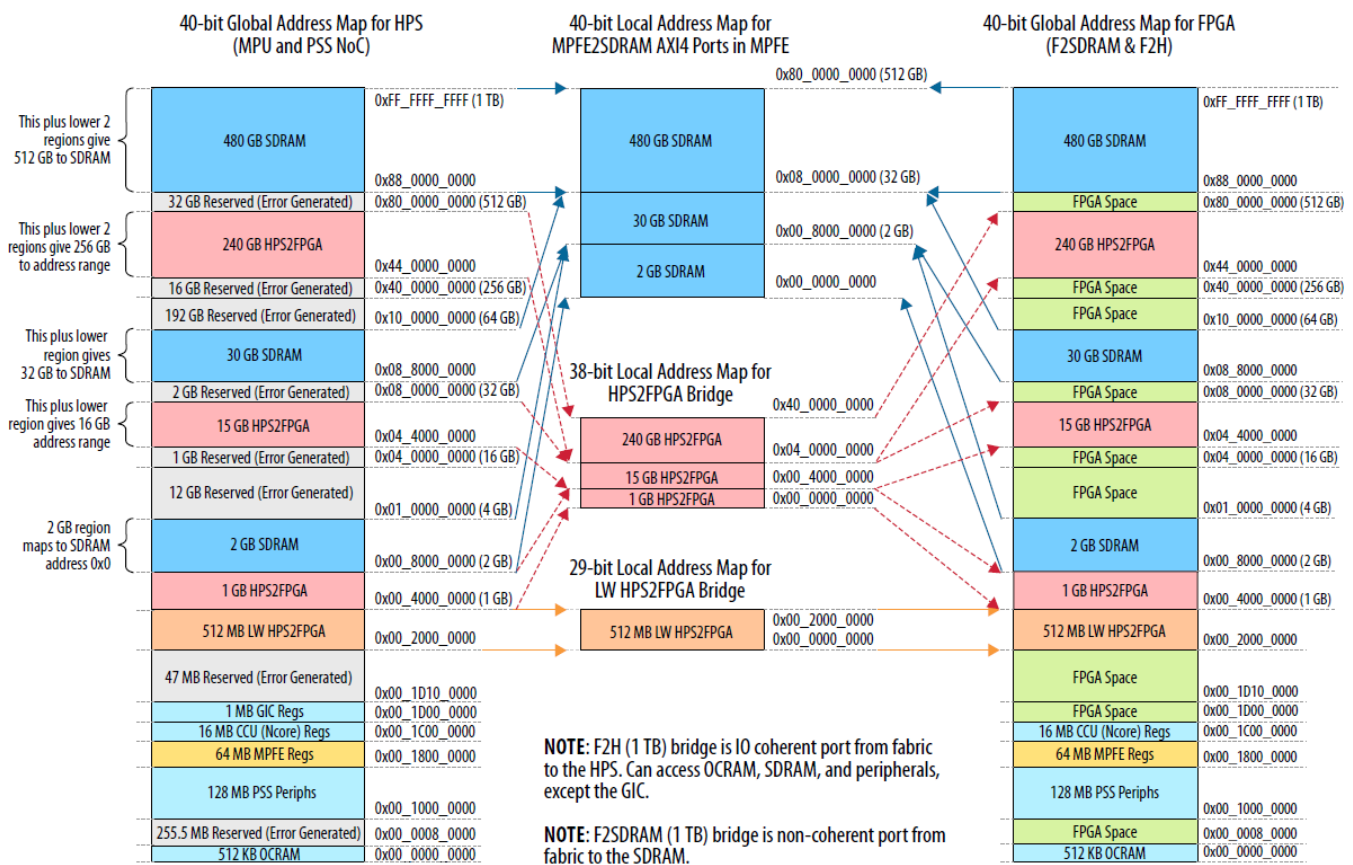 40-bit Global Address Map for HPS
(MPU and PSS NoC)
This plus lower 2
regions give
512 GB to SDRAM
This plus lower 2
regions give 256 GB
to address range
This plus lower
region gives
32 GB to SDRAM
This plus lower
region gives 16 GB
address range
2 GB region
maps to SDRAM
address 0x0
480 GB SDRAM
0xFF_FFFF_FFFF (1 TB)
0x88_0000_0000
32 GB Reserved (Error Generated)
0x80_0000_0000 (512 GB)
240 GB HPS2FPGA
0x44_0000_0000
16 GB Reserved (Error Generated)
0x40_0000_0000 (256 GB)
192 GB Reserved (Error Generated)
0x10_0000_0000 (64 GB)
30 GB SDRAM
0x08_8000_0000
2 GB Reserved (Error Generated)
0x08_0000_0000 (32 GB)
15 GB HPS2FPGA
0x04_4000_0000
1 GB Reserved (Error Generated)
0x04_0000_0000 (16 GB)
12 GB Reserved (Error Generated)
0x01_0000_0000 (4 GB)
2 GB SDRAM
0x00_8000_0000 (2 GB)
1 GB HPS2FPGA
0x00_4000_0000 (1 GB)
512 MB LW HPS2FPGA
0x00_2000_0000
47 MB Reserved (Error Generated)
0x00_1D10_0000
1 MB GIC Regs
0x00_1D00_0000
16 MB CCU (Ncore) Regs
0x00_1C00_0000
64 MB MPFE Regs
0x00_1800_0000
128 MB PSS Periphs
0x00_1000_0000
255.5 MB Reserved (Error Generated)
0x00_0008_0000
512 KB OCRAM
0x00_0000_0000
40-bit Local Address Map for
MPFE2SDRAM AXI4 Ports in MPFE
0x80_0000_0000 (512 GB)
480 GB SDRAM
0x08_0000_0000 (32 GB)
30 GB SDRAM
0x00_8000_0000 (2 GB)
2 GB SDRAM
0x00_0000_0000
38-bit Local Address Map for
HPS2FPGA Bridge
0x40_0000_0000
240 GB HPS2FPGA
0x04_0000_0000
15 GB HPS2FPGA
0x00_4000_0000
1 GB HPS2FPGA
0x00_0000_0000
29-bit Local Address Map for
LW HPS2FPGA Bridge
512 MB LW HPS2FPGA
0x00_2000_0000
0x00_0000_0000
NOTE: F2H (1 TB) bridge is IO coherent port from fabric
to the HPS. Can access OCRAM, SDRAM, and peripherals,
except the GIC.
NOTE: F2SDRAM (1 TB) bridge is non-coherent port from
fabric to the SDRAM.
40-bit Global Address Map for FPGA
(F2SDRAM & F2H)
480 GB SDRAM
0xFF_FFFF_FFFF (1 TB)
0x88_0000_0000
FPGA Space
0x80_0000_0000 (512 GB)
240 GB HPS2FPGA
0x44_0000_0000
FPGA Space
0x40_0000_0000 (256 GB)
FPGA Space
0x10_0000_0000 (64 GB)
30 GB SDRAM
0x08_8000_0000
FPGA Space
0x08_0000_0000 (32 GB)
15 GB HPS2FPGA
0x04_4000_0000
FPGA Space
0x04_0000_0000 (16 GB)
FPGA Space
0x01_0000_0000 (4 GB)
2 GB SDRAM
0x00_8000_0000 (2 GB)
1 GB HPS2FPGA
0x00_4000_0000 (1 GB)
512 MB LW HPS2FPGA
0x00_2000_0000
FPGA Space
0x00_1D10_0000
FPGA Space
0x00_1D00_0000
16 MB CCU (Ncore) Regs
0x00_1C00_0000
64 MB MPFE Regs
0x00_1800_0000
128 MB PSS Periphs
0x00_1000_0000
FPGA Space
0x00_0008_0000
512 KB OCRAM
0x00_0000_0000